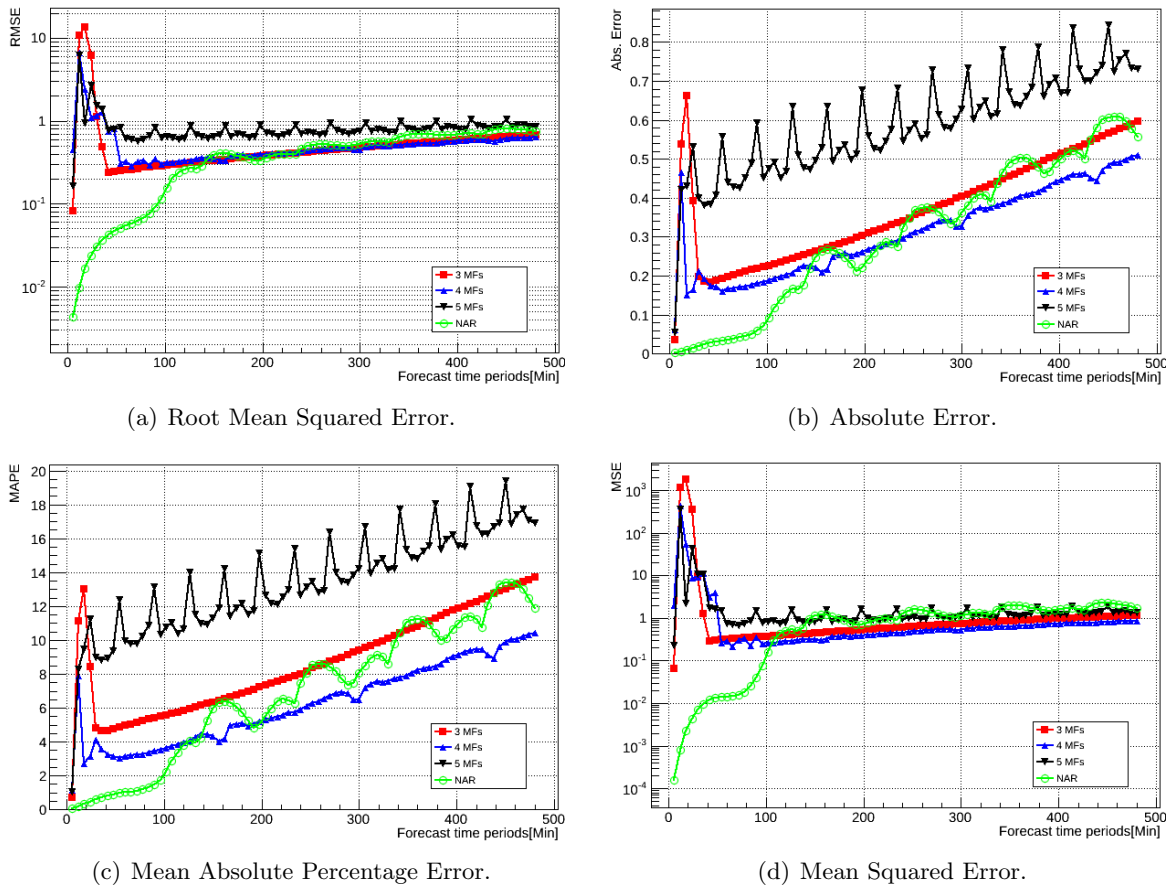 RMSE
10
1
10-1
10-2
3 MFs
4 MFs
5 MFs
NAR
0 100 200 300 400 500
Forecast time periods[Min]
(a) Root Mean Squared Error.
Abs. Error
0.8
0.7
0.6
0.5
0.4
0.3
0.2
0.1
0
3 MFs
4 MFs
5 MFs
NAR
0 100 200 300 400 500
Forecast time periods[Min]
(b) Absolute Error.
MAPE
20
18
16
14
12
10
8
6
4
2
0
3 MFs
4 MFs
5 MFs
NAR
0 100 200 300 400 500
Forecast time periods[Min]
(c) Mean Absolute Percentage Error.
MSE
10³
10²
10
1
10-1
10-2
10-3
10-4
3 MFs
4 MFs
5 MFs
NAR
0 100 200 300 400 500
Forecast time periods[Min]
(d) Mean Squared Error.